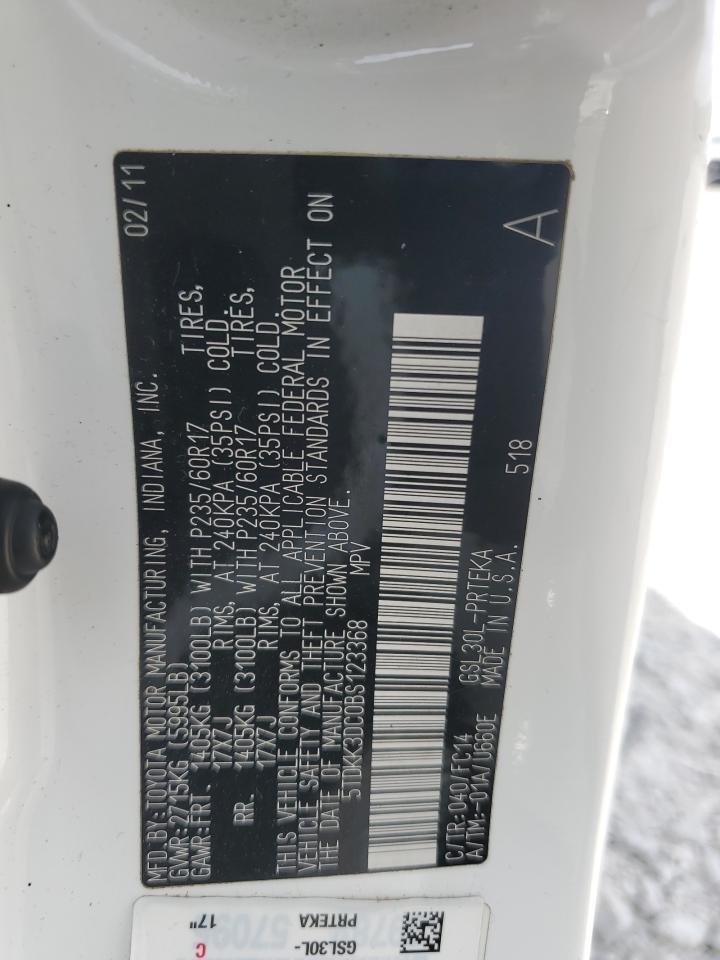 MFD.BY:TOYOTA MOTOR MANUFACTURING, INDIANA, INC. 02/11
GVWR:2715KG (5995LB)
GAWR:FRT. 1405KG (3100LB) WITH P235/60R17 TIRES,
17X7J RIMS, AT 240KPA (35PSI) COLD.
RR. 1405KG (3100LB) WITH P235/60R17 TIRES,
17X7J RIMS, AT 240KPA (35PSI) COLD.
THIS VEHICLE CONFORMS TO ALL APPLICABLE FEDERAL MOTOR
VEHICLE SAFETY AND THEFT PREVENTION STANDARDS IN EFFECT ON
THE DATE OF MANUFACTURE SHOWN ABOVE.
5TDKK3DC0BS123368 MPV
C/TR:040/FC14 GSL30L-PRTEKA 518
A/TM:-01A/U660E MADE IN U.S.A. A
GSL30L-
PRTEKA
C
17"